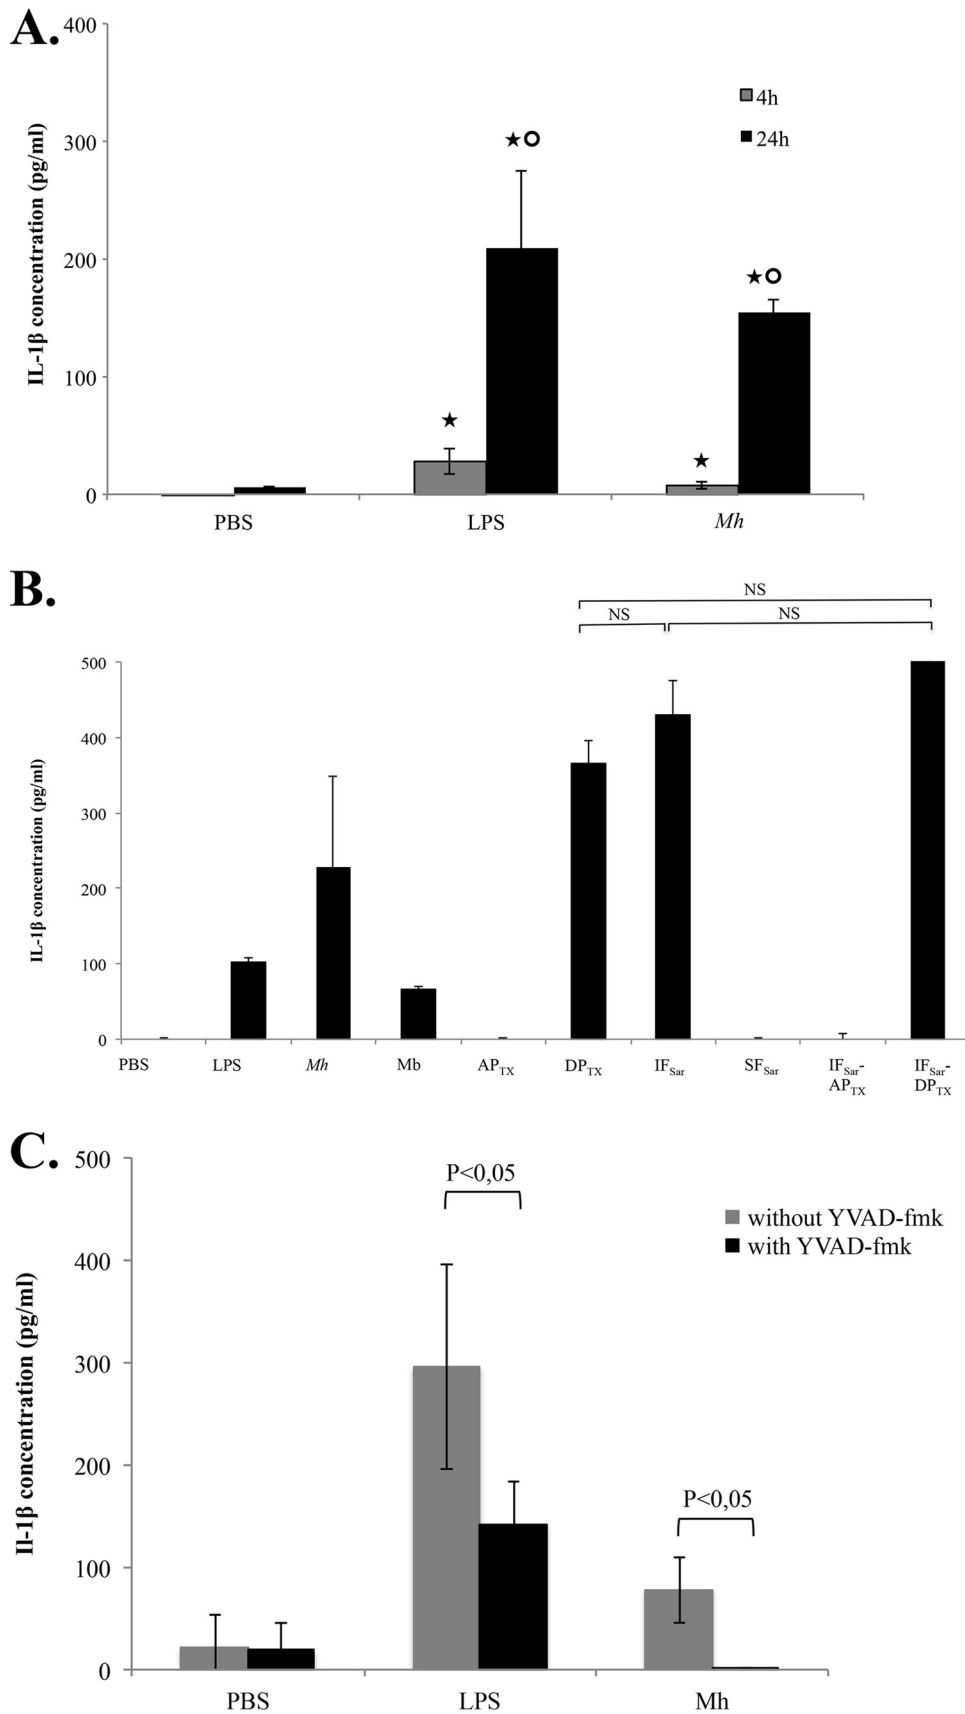 A.
IL-1β concentration (pg/ml)
400
300
200
100
0
4h
24h
★○
★○
★
★
PBS LPS Mh
B.
NS
NS NS
IL-1β concentration (pg/ml)
500
400
300
200
100
0
PBS LPS Mh Mb APTX DPTX IFSar SFSar IFSar- IFSar-
APTX DPTX
C.
Il-1β concentration (pg/ml)
500
400
300
200
100
0
P<0,05
without YVAD-fmk
with YVAD-fmk
P<0,05
PBS LPS Mh